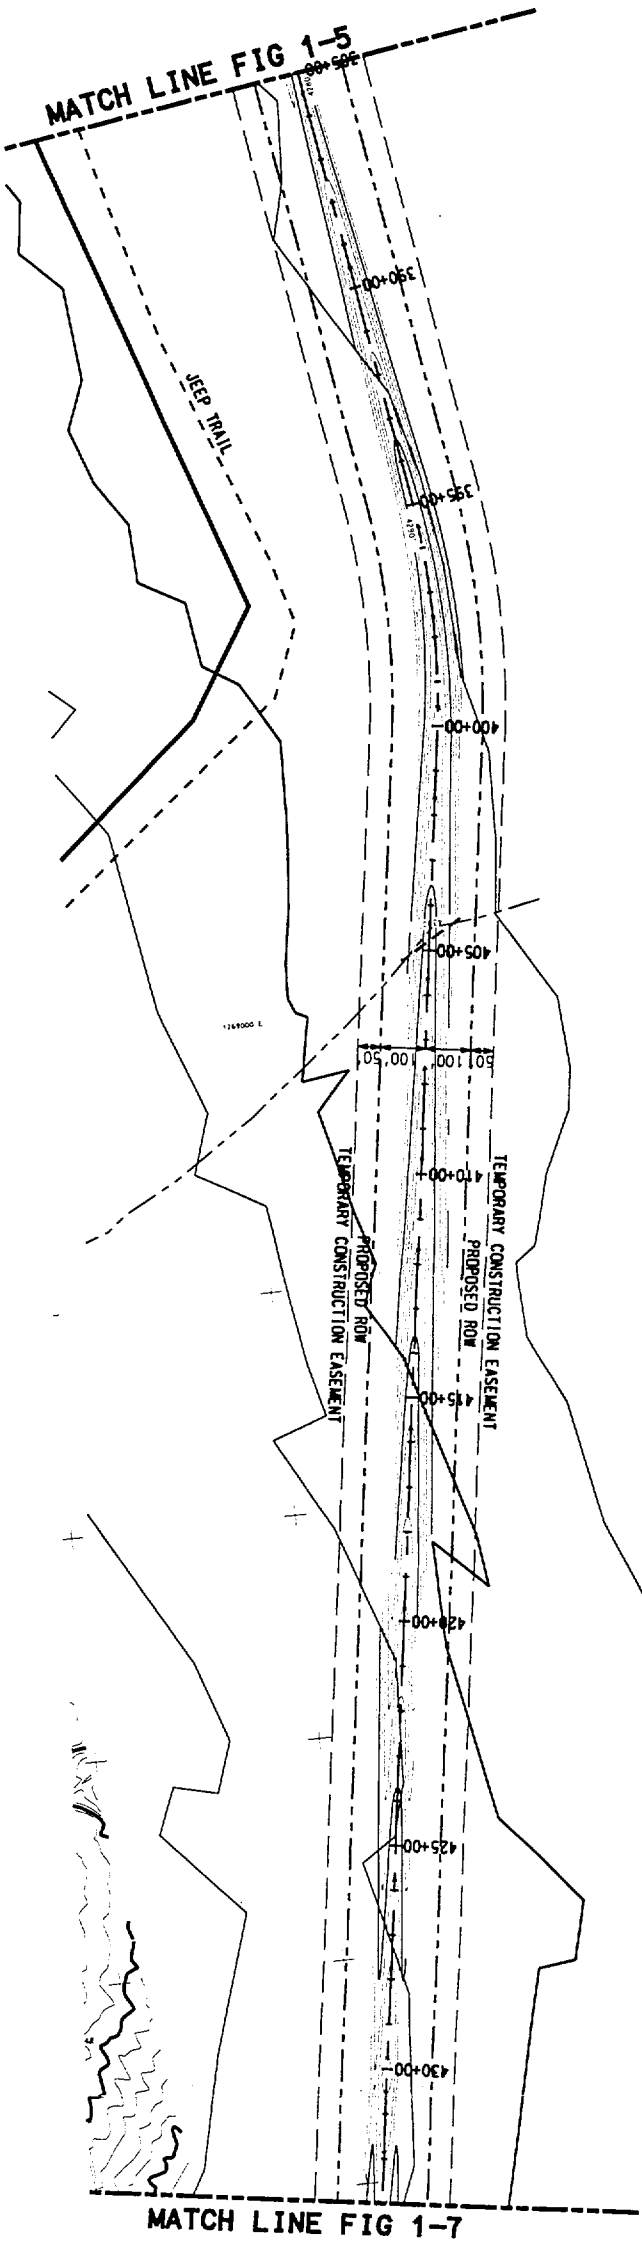 MATCH LINE FIG 1-5
385+00
4280
390+00
JEEP TRAIL
395+00
4290
400+00
405+00
1269000 E
50' 100' 100' 50'
410+00
TEMPORARY CONSTRUCTION EASEMENT
PROPOSED ROW
PROPOSED ROW
TEMPORARY CONSTRUCTION EASEMENT
415+00
420+00
425+00
430+00
MATCH LINE FIG 1-7